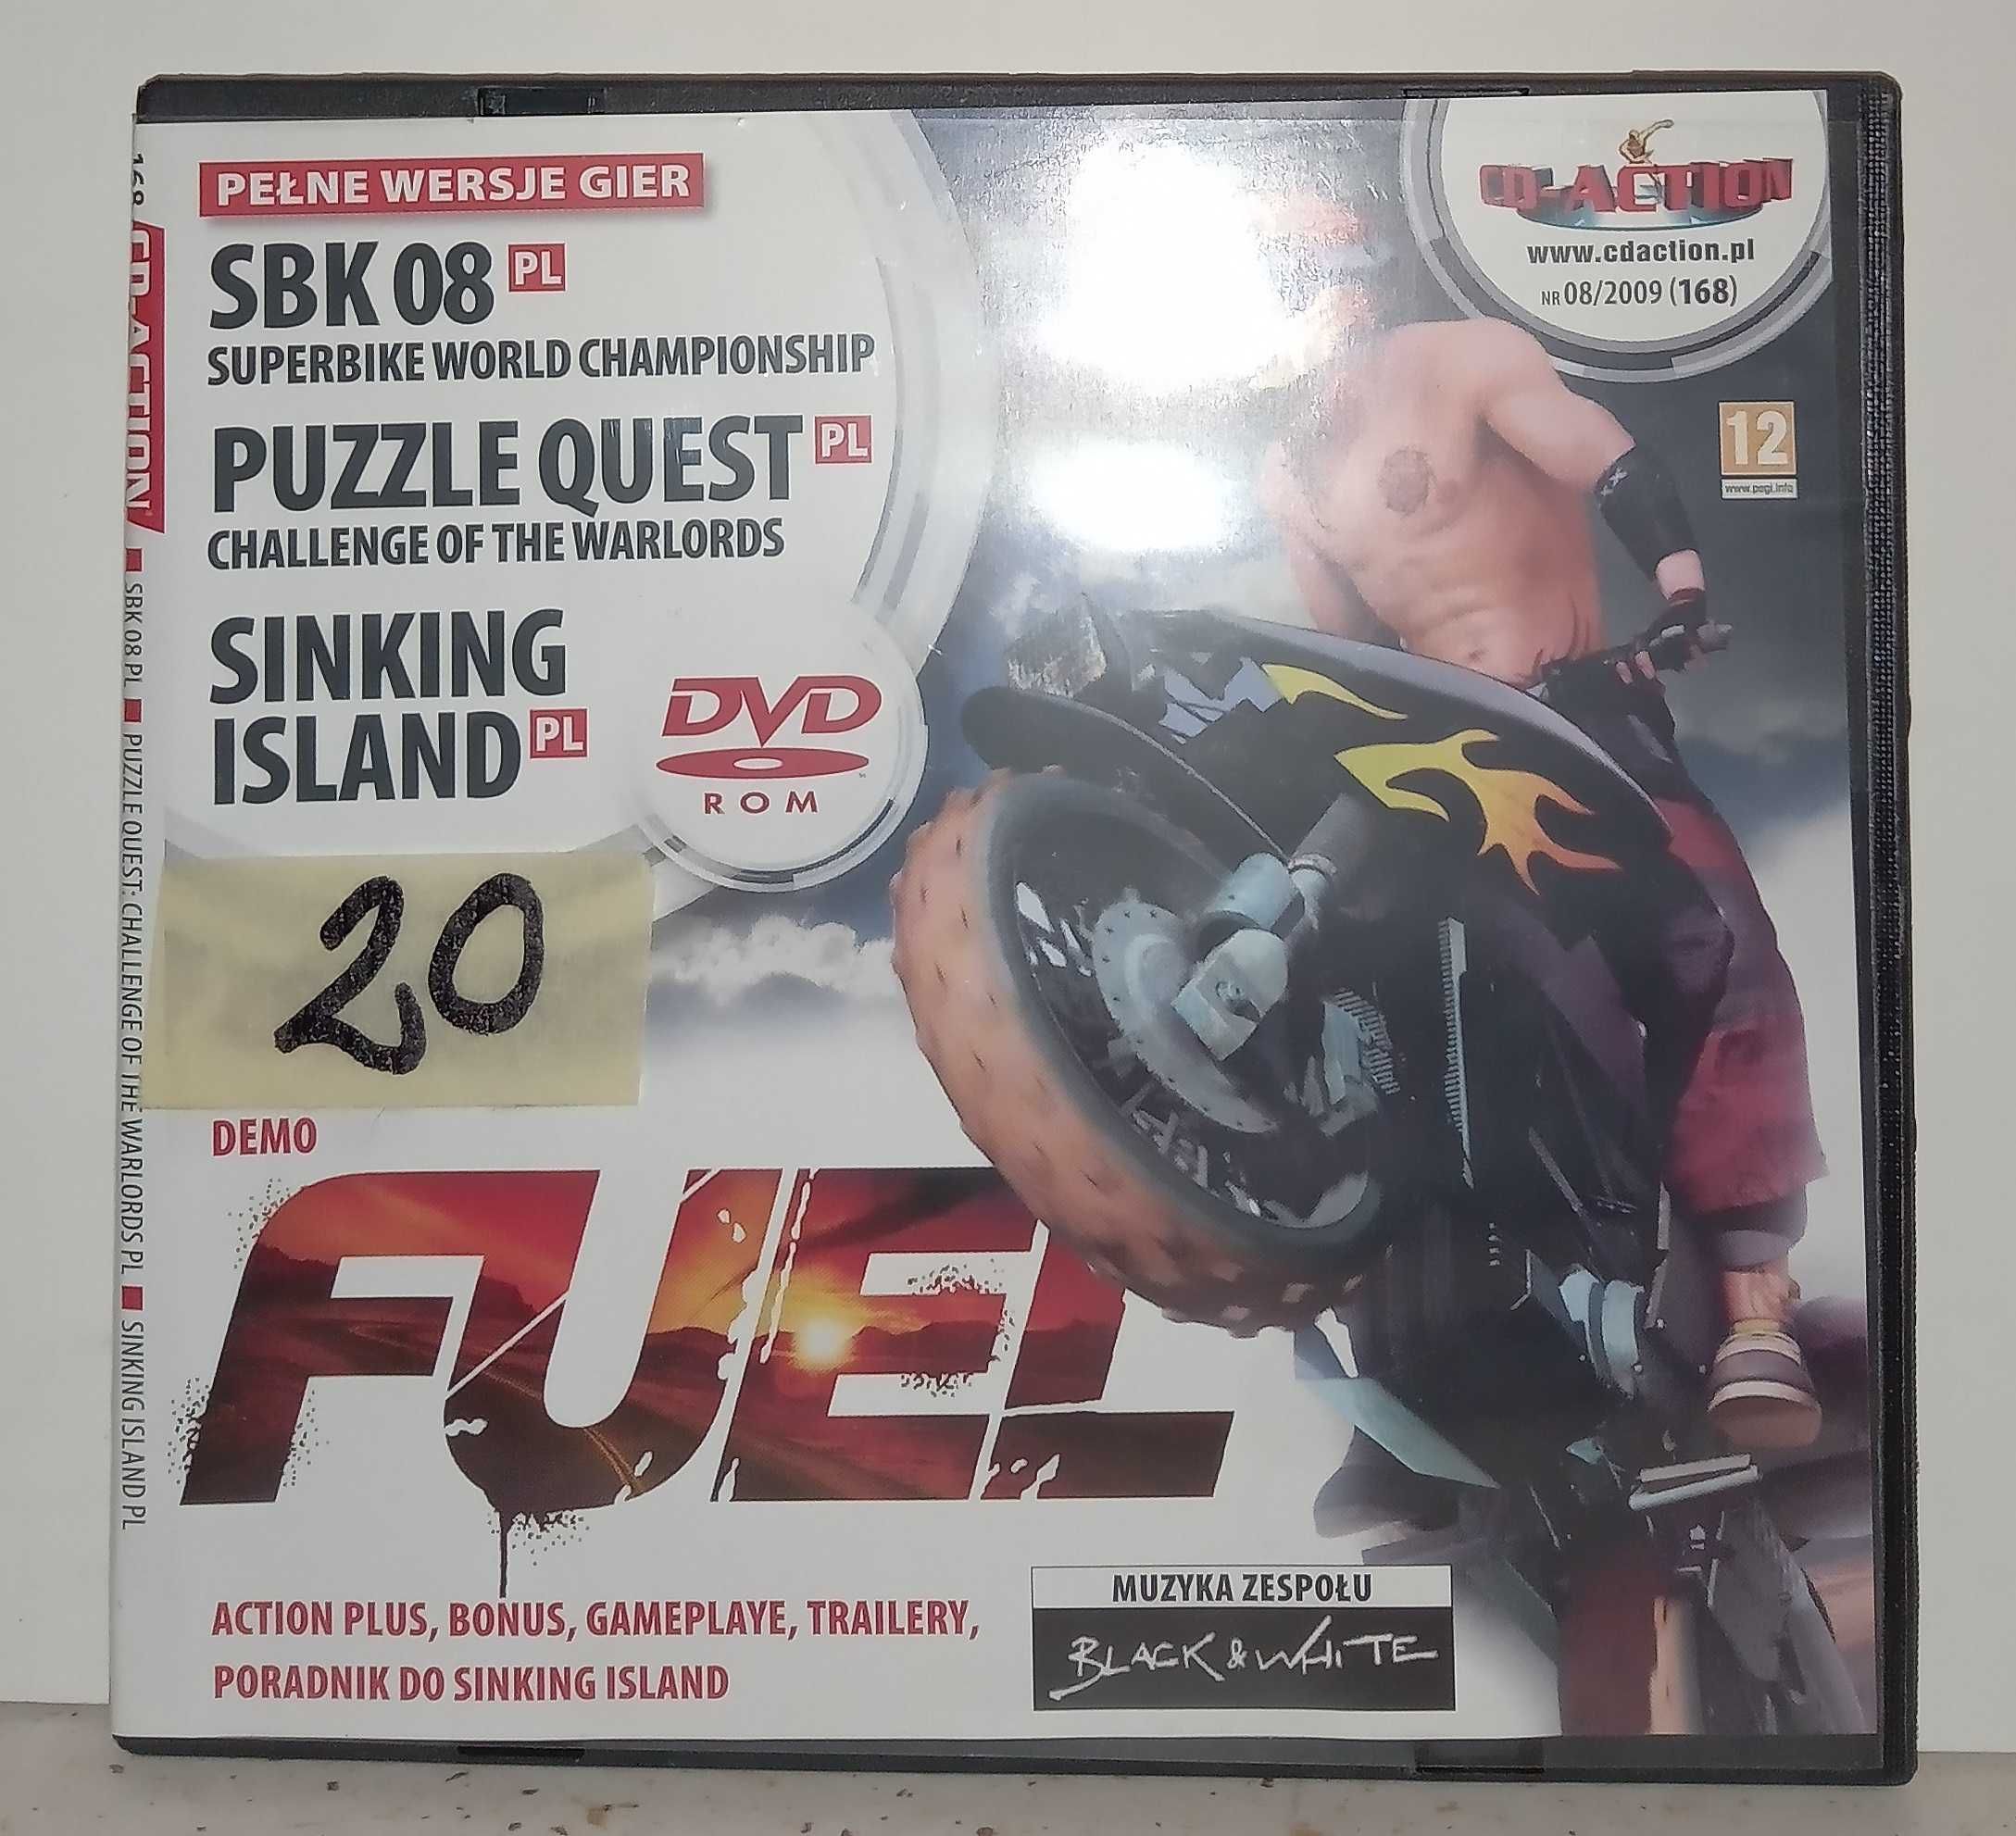 PEŁNE WERSJE GIER
SBK 08 PL
SUPERBIKE WORLD CHAMPIONSHIP
PUZZLE QUEST PL
CHALLENGE OF THE WARLORDS
SINKING
ISLAND PL
DVD
ROM
20
DEMO
FUEL
ACTION PLUS, BONUS, GAMEPLAYE, TRAILERY,
PORADNIK DO SINKING ISLAND
MUZYKA ZESPOŁU
BLACK & WHITE
CD-ACTION
www.cdaction.pl
NR 08/2009 (168)
12
www.pegi.info
168 CD-ACTION ■ SBK 08 PL ■ PUZZLE QUEST: CHALLENGE OF THE WARLORDS PL ■ SINKING ISLAND PL